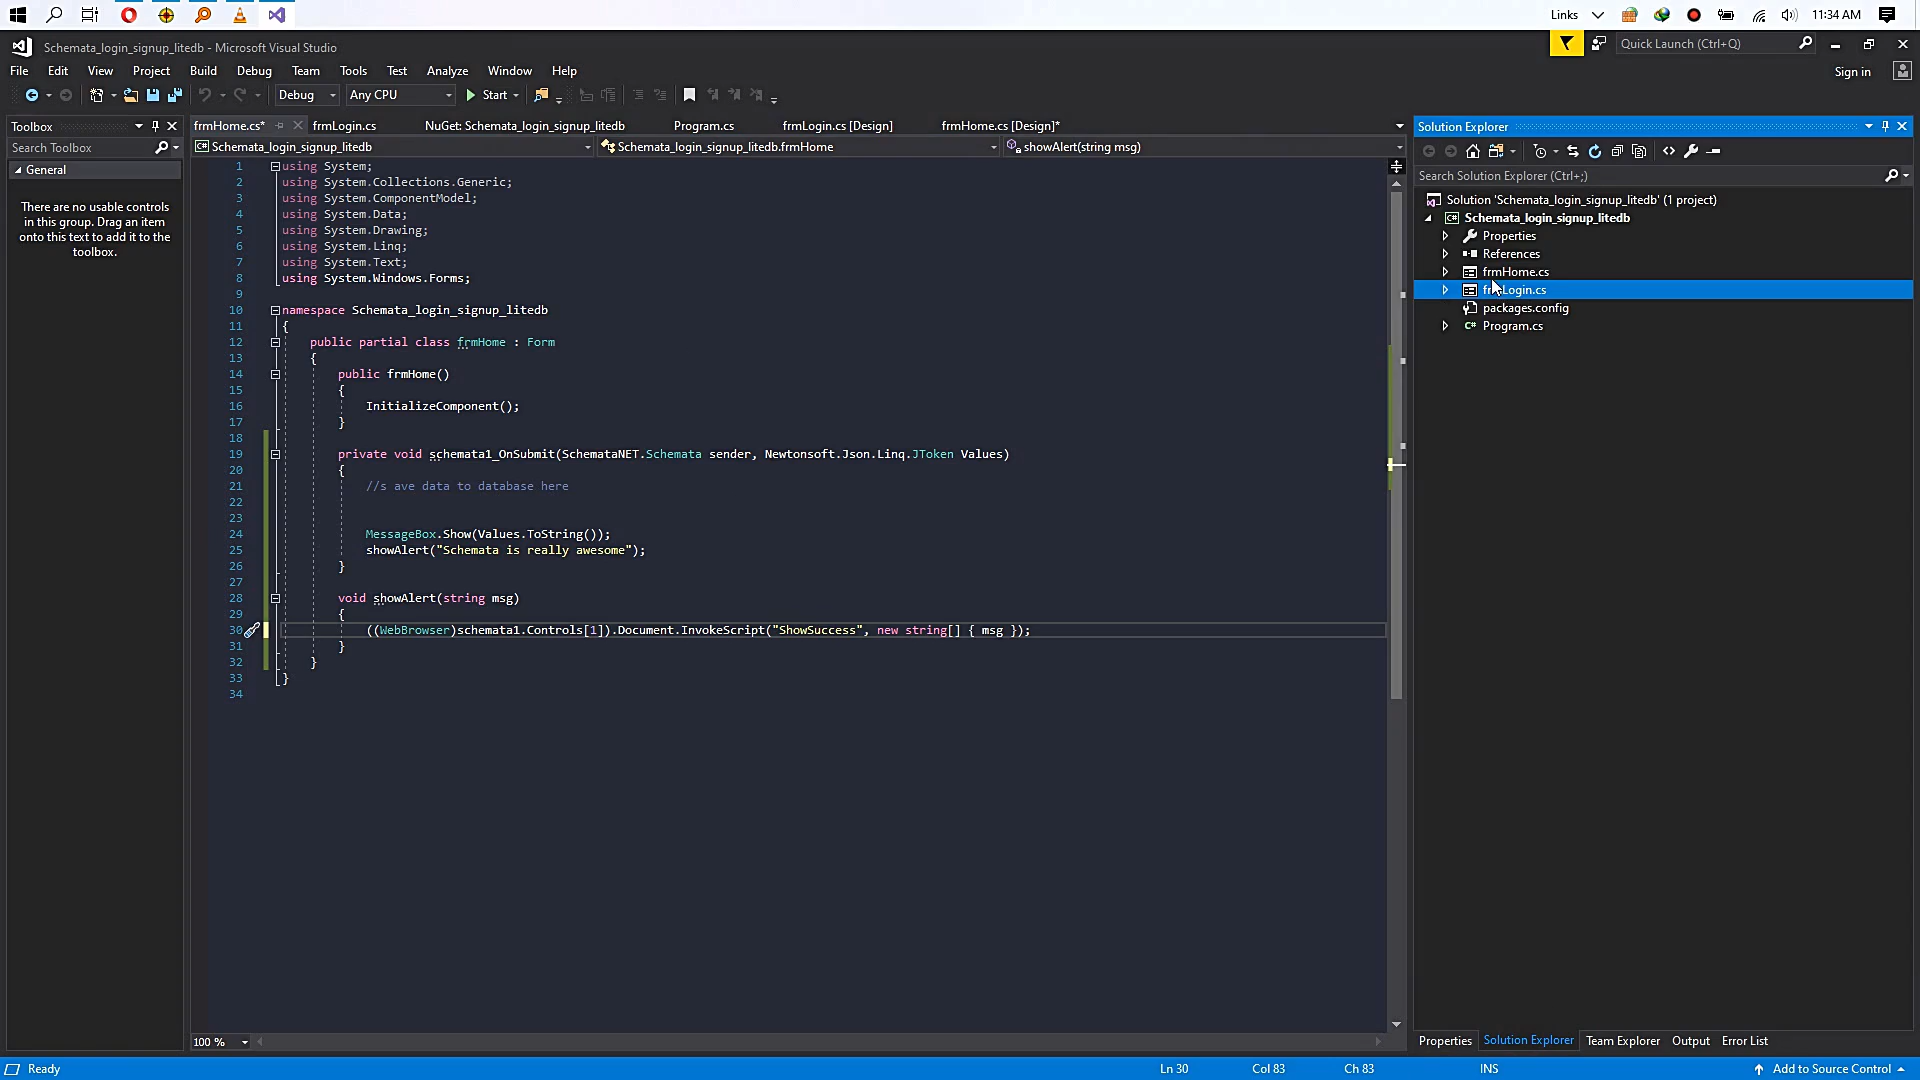 Links
11:34 AM
Schemata_login_signup_litedb - Microsoft Visual Studio
Quick Launch (Ctrl+Q)
File Edit View Project Build Debug Team Tools Test Analyze Window Help
Sign in
Debug Any CPU Start
Toolbox
frmHome.cs* frmLogin.cs NuGet: Schemata_login_signup_litedb Program.cs frmLogin.cs [Design] frmHome.cs [Design]*
Solution Explorer
Search Toolbox
Schemata_login_signup_litedb Schemata_login_signup_litedb.frmHome showAlert(string msg)
General
There are no usable controls
in this group. Drag an item
onto this text to add it to the
toolbox.
1 using System;
2 using System.Collections.Generic;
3 using System.ComponentModel;
4 using System.Data;
5 using System.Drawing;
6 using System.Linq;
7 using System.Text;
8 using System.Windows.Forms;
9
10 namespace Schemata_login_signup_litedb
11 {
12 public partial class frmHome : Form
13 {
14 public frmHome()
15 {
16 InitializeComponent();
17 }
18
19 private void schemata1_OnSubmit(SchemataNET.Schemata sender, Newtonsoft.Json.Linq.JToken Values)
20 {
21 //s ave data to database here
22
23
24 MessageBox.Show(Values.ToString());
25 showAlert("Schemata is really awesome");
26 }
27
28 void showAlert(string msg)
29 {
30 ((WebBrowser)schemata1.Controls[1]).Document.InvokeScript("ShowSuccess", new string[] { msg });
31 }
32 }
33 }
34
Search Solution Explorer (Ctrl+;)
Solution 'Schemata_login_signup_litedb' (1 project)
Schemata_login_signup_litedb
Properties
References
frmHome.cs
frmLogin.cs
packages.config
Program.cs
100 %
Properties Solution Explorer Team Explorer Output Error List
Ready Ln 30 Col 83 Ch 83 INS Add to Source Control